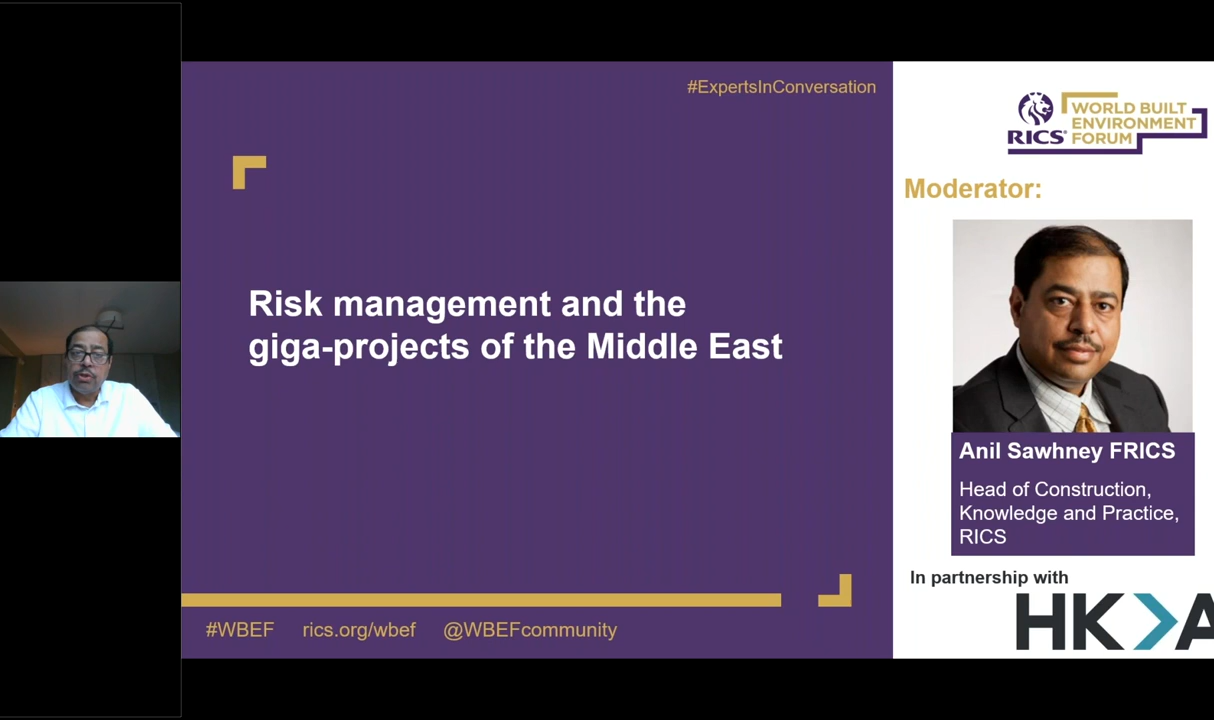 #ExpertsInConversation
RICS
WORLD BUILT
ENVIRONMENT
FORUM
Moderator:
Risk management and the
giga-projects of the Middle East
Anil Sawhney FRICS
Head of Construction,
Knowledge and Practice,
RICS
In partnership with
HKA
#WBEF rics.org/wbef @WBEFcommunity